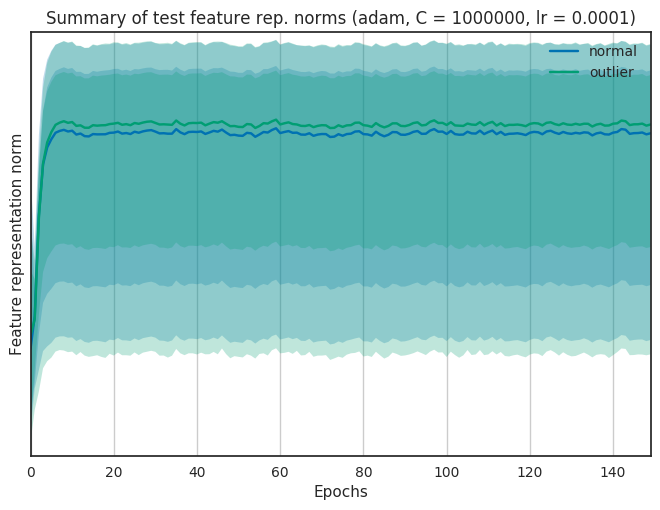 Summary of test feature rep. norms (adam, C = 1000000, lr = 0.0001)
normal
outlier
Feature representation norm
0 20 40 60 80 100 120 140
Epochs